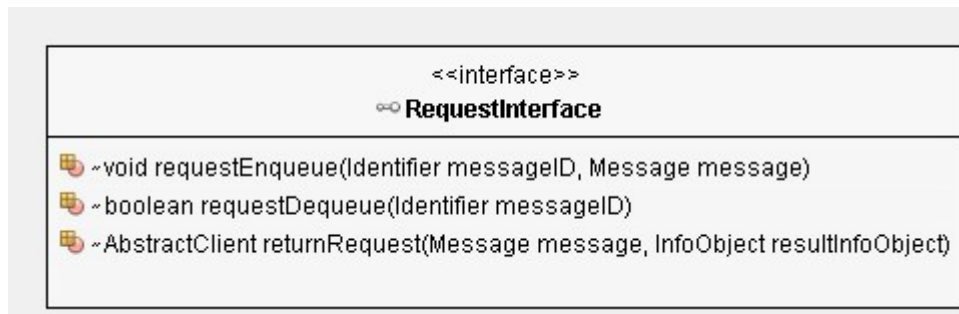 <<interface>>
RequestInterface
~void requestEnqueue(Identifier messageID, Message message)
~boolean requestDequeue(Identifier messageID)
~AbstractClient returnRequest(Message message, InfoObject resultInfoObject)